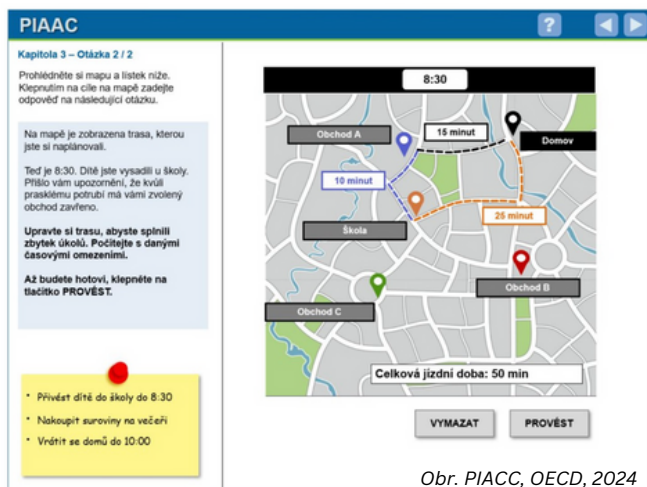 PIAAC
?
Kapitola 3 – Otázka 2 / 2
Prohlédněte si mapu a lístek níže.
Klepnutím na cíle na mapě zadejte
odpověď na následující otázku.
Na mapě je zobrazena trasa, kterou
jste si naplánovali.
Teď je 8:30. Dítě jste vysadili u školy.
Přišlo vám upozornění, že kvůli
prasklému potrubí má vámi zvolený
obchod zavřeno.
Upravte si trasu, abyste splnili
zbytek úkolů. Počítejte s danými
časovými omezeními.
Až budete hotovi, klepněte na
tlačítko PROVÉST.
• Přivést dítě do školy do 8:30
• Nakoupit suroviny na večeři
• Vrátit se domů do 10:00
8:30
Obchod A
15 minut
Domov
10 minut
25 minut
Škola
Obchod B
Obchod C
Celková jízdní doba: 50 min
VYMAZAT
PROVÉST
Obr. PIACC, OECD, 2024